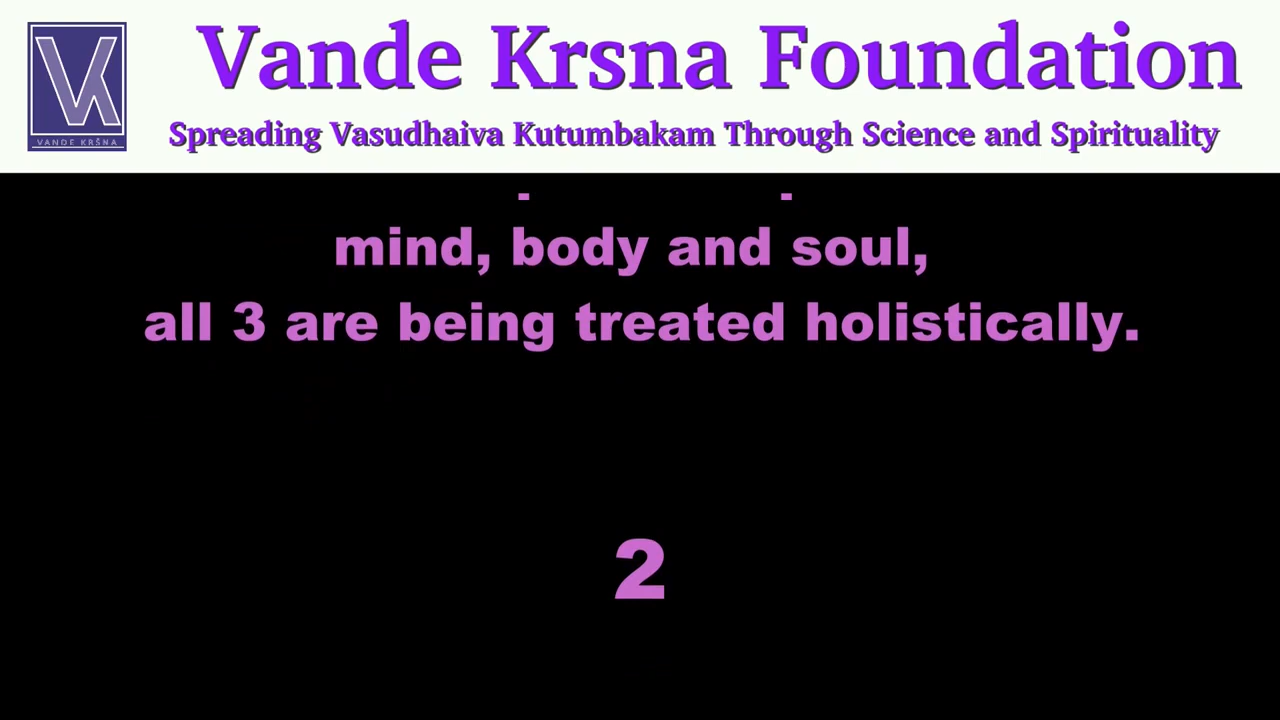 Vande Krsna Foundation
Spreading Vasudhaiva Kutumbakam Through Science and Spirituality
VK
VANDE KRŠNA
mind, body and soul,
all 3 are being treated holistically.
2